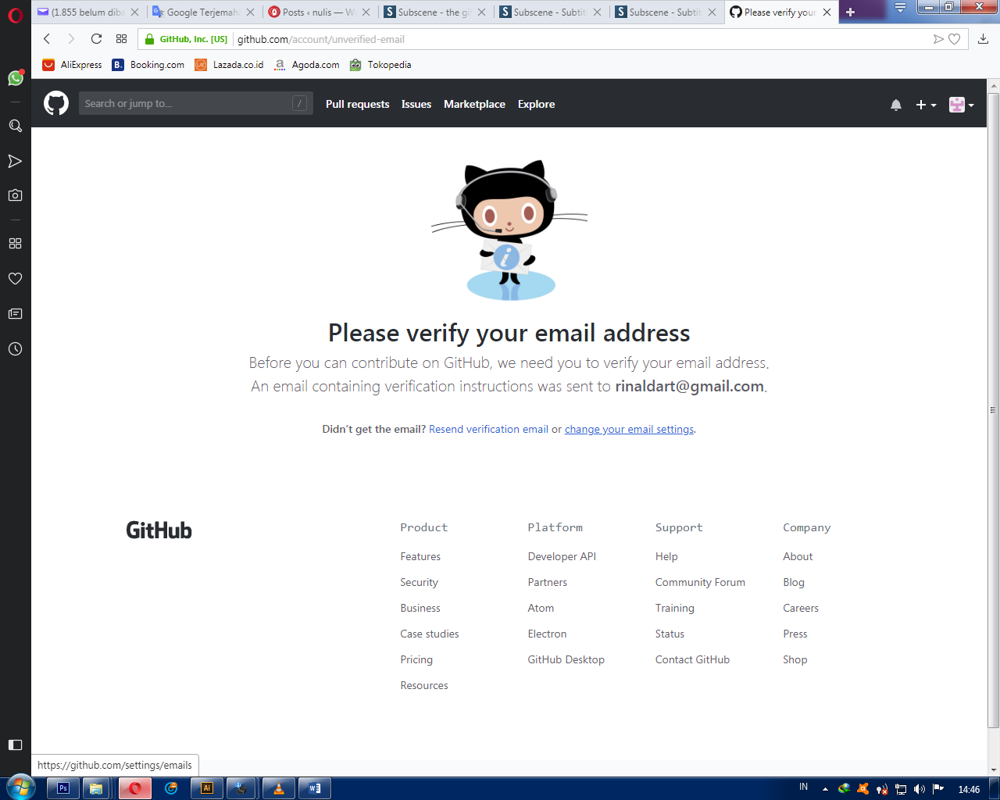 (1.855 belum diba
Google Terjemah
Posts ‹ nulis — W
Subscene - the gi
Subscene - Subtit
Subscene - Subtit
Please verify your
GitHub, Inc. [US]
github.com/account/unverified-email
AliExpress
Booking.com
Lazada.co.id
Agoda.com
Tokopedia
Search or jump to...
/
Pull requests
Issues
Marketplace
Explore
Please verify your email address
Before you can contribute on GitHub, we need you to verify your email address.
An email containing verification instructions was sent to rinaldart@gmail.com.
Didn't get the email? Resend verification email or change your email settings.
GitHub
Product
Features
Security
Business
Case studies
Pricing
Resources
Platform
Developer API
Partners
Atom
Electron
GitHub Desktop
Support
Help
Community Forum
Training
Status
Contact GitHub
Company
About
Blog
Careers
Press
Shop
https://github.com/settings/emails
Ps
Ai
W
IN
14:46